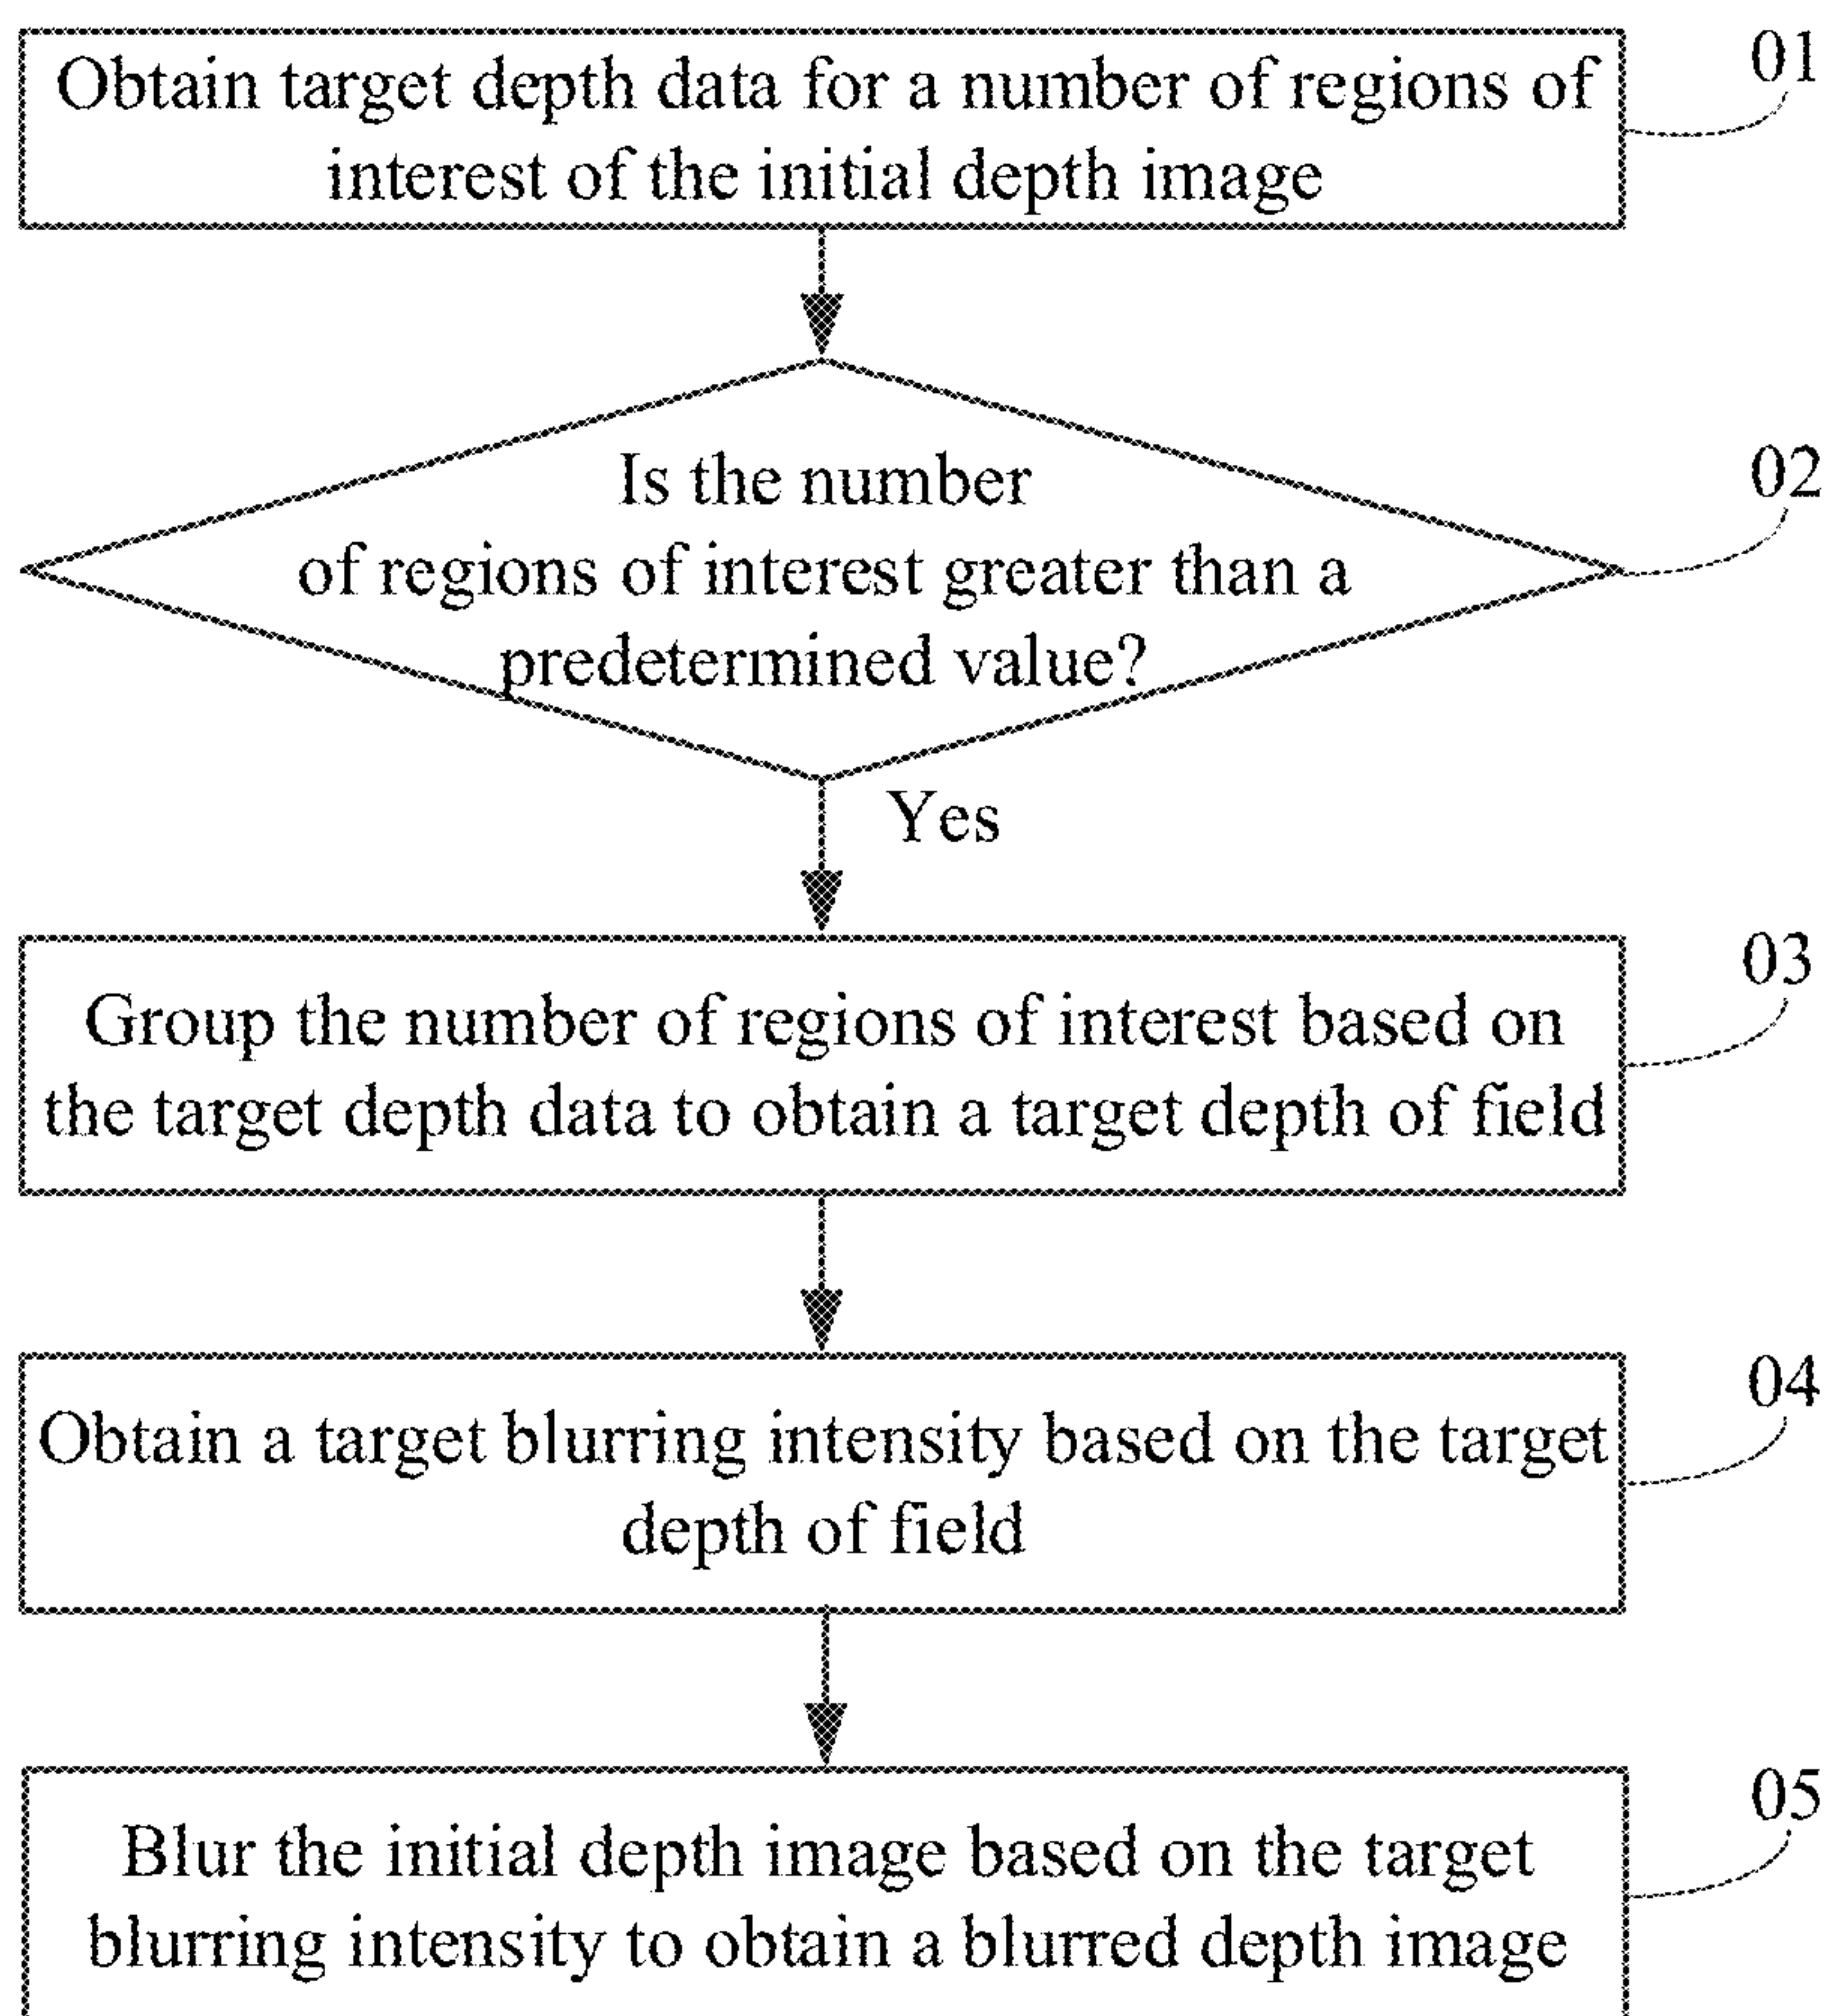 Obtain target depth data for a number of regions of
interest of the initial depth image
01
Is the number
of regions of interest greater than a
predetermined value?
02
Yes
Group the number of regions of interest based on
the target depth data to obtain a target depth of field
03
Obtain a target blurring intensity based on the target
depth of field
04
Blur the initial depth image based on the target
blurring intensity to obtain a blurred depth image
05